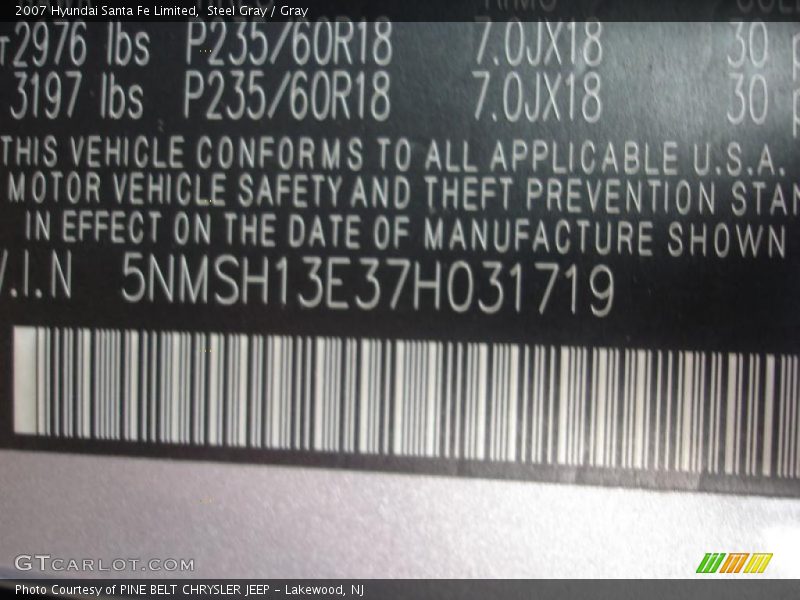 2007 Hyundai Santa Fe Limited, Steel Gray / Gray
2976 lbs P235/60R18 7.0JX18 30
3197 lbs P235/60R18 7.0JX18 30
THIS VEHICLE CONFORMS TO ALL APPLICABLE U.S.A.
MOTOR VEHICLE SAFETY AND THEFT PREVENTION STAN
IN EFFECT ON THE DATE OF MANUFACTURE SHOWN
V.I.N 5NMSH13E37H031719
GTCARLOT.COM
Photo Courtesy of PINE BELT CHRYSLER JEEP - Lakewood, NJ